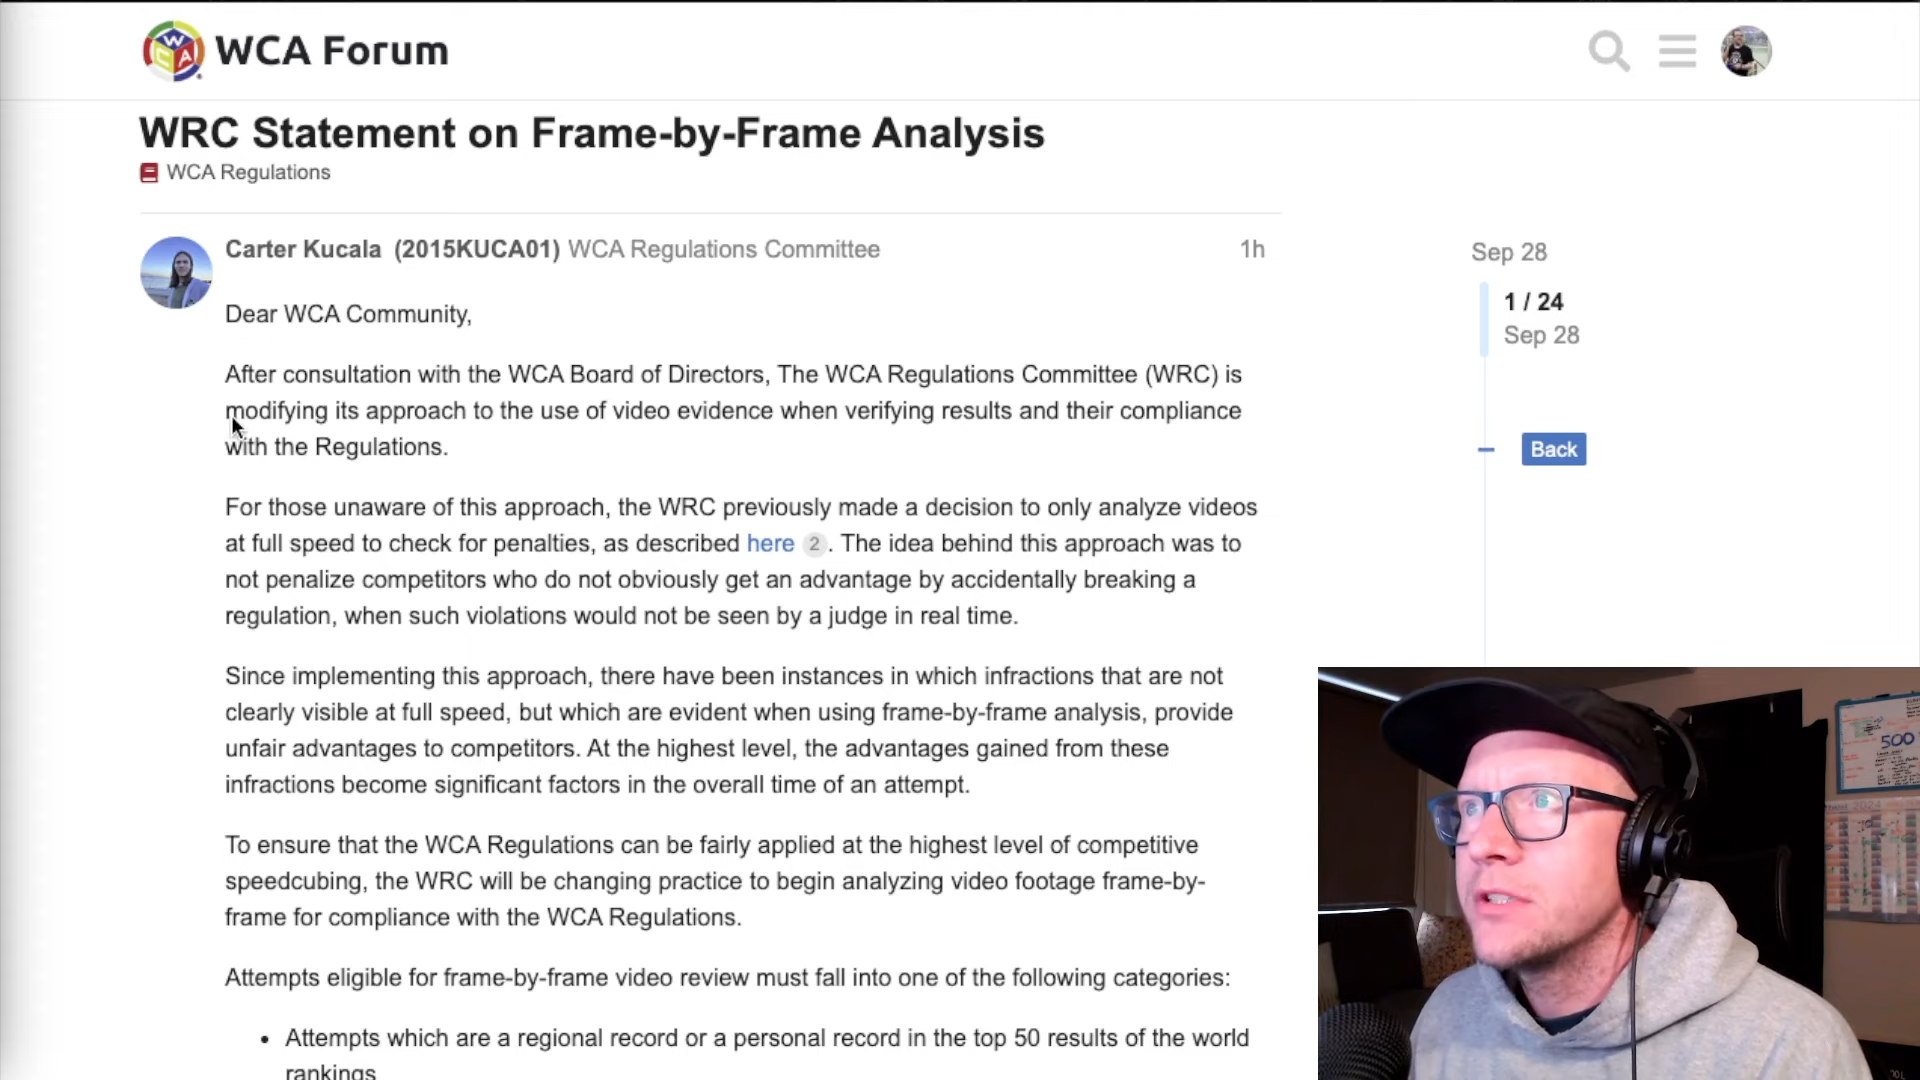 WCA Forum
WRC Statement on Frame-by-Frame Analysis
WCA Regulations
Carter Kucala (2015KUCA01) WCA Regulations Committee 1h
Dear WCA Community,
After consultation with the WCA Board of Directors, The WCA Regulations Committee (WRC) is
modifying its approach to the use of video evidence when verifying results and their compliance
with the Regulations.
For those unaware of this approach, the WRC previously made a decision to only analyze videos
at full speed to check for penalties, as described here 2 . The idea behind this approach was to
not penalize competitors who do not obviously get an advantage by accidentally breaking a
regulation, when such violations would not be seen by a judge in real time.
Since implementing this approach, there have been instances in which infractions that are not
clearly visible at full speed, but which are evident when using frame-by-frame analysis, provide
unfair advantages to competitors. At the highest level, the advantages gained from these
infractions become significant factors in the overall time of an attempt.
To ensure that the WCA Regulations can be fairly applied at the highest level of competitive
speedcubing, the WRC will be changing practice to begin analyzing video footage frame-by-
frame for compliance with the WCA Regulations.
Attempts eligible for frame-by-frame video review must fall into one of the following categories:
• Attempts which are a regional record or a personal record in the top 50 results of the world
rankings
Sep 28
1 / 24
Sep 28
Back
500